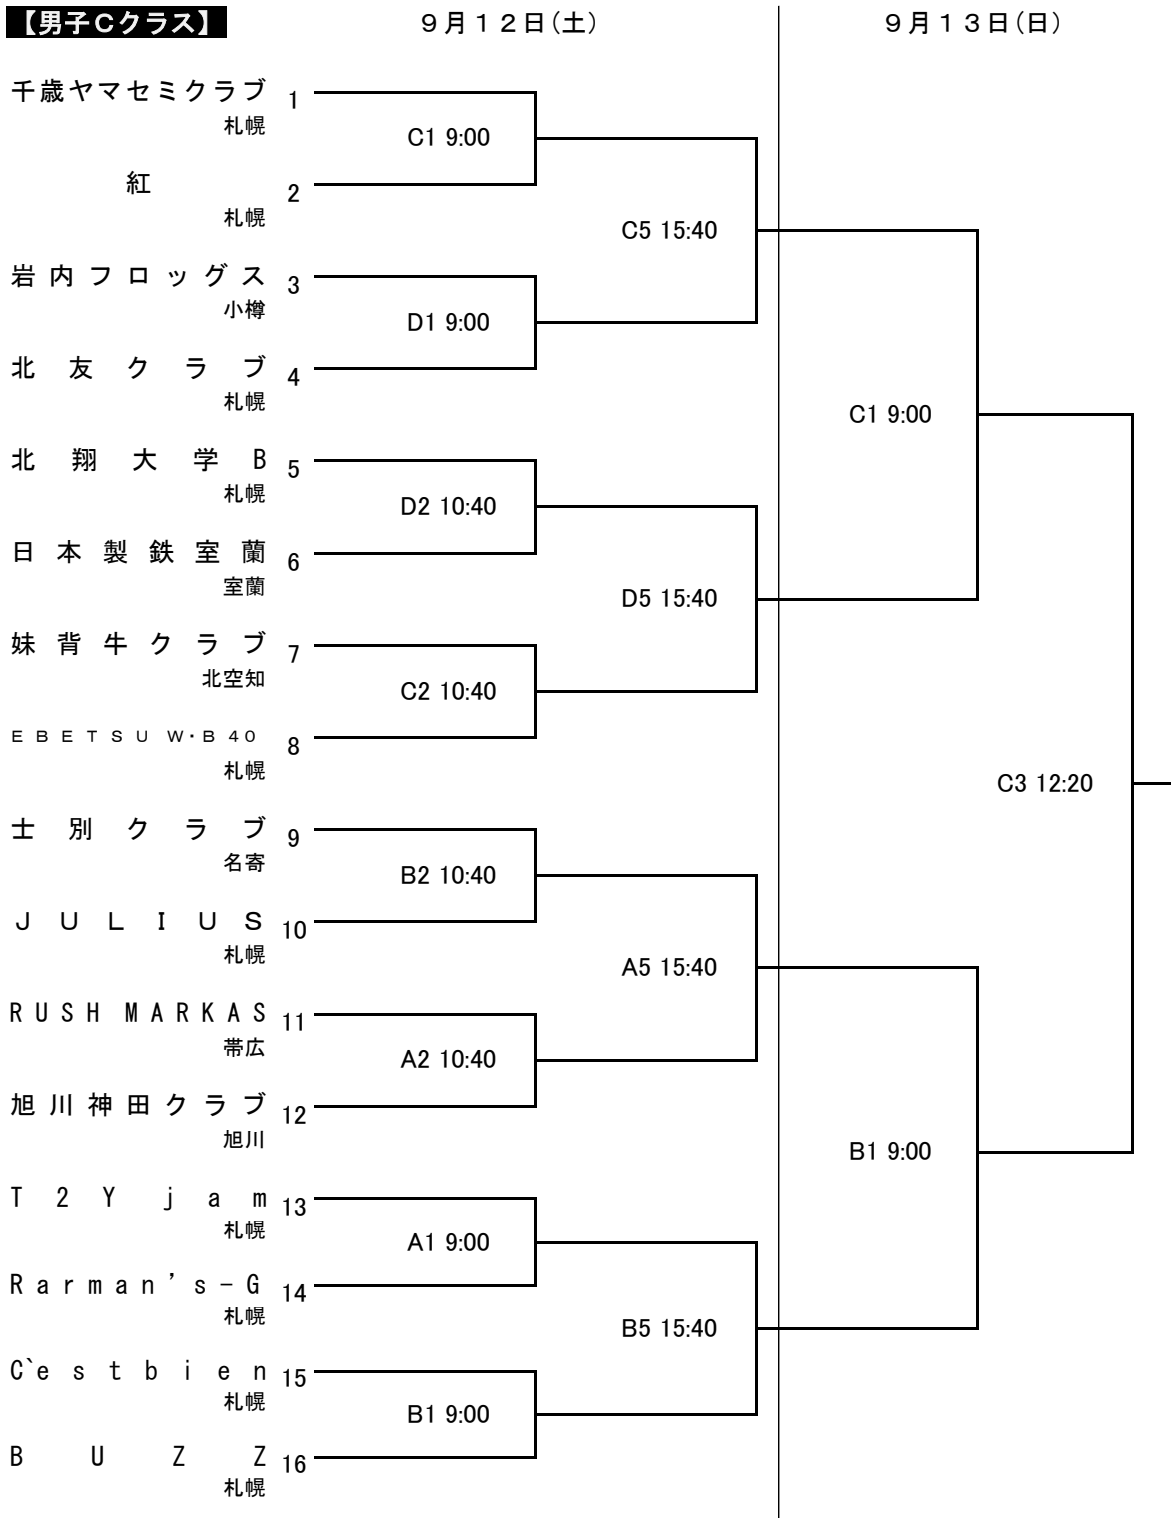 【男子Cクラス】 9月12日(土) 9月13日(日)
千歳ヤマセミクラブ 1
札幌
C1 9:00
紅 2
札幌
C5 15:40
岩内フロッグス 3
小樽
D1 9:00
北友クラブ 4
札幌
C1 9:00
北翔大学B 5
札幌
D2 10:40
日本製鉄室蘭 6
室蘭
D5 15:40
妹背牛クラブ 7
北空知
C2 10:40
EBETSU W・B 40 8
札幌
C3 12:20
士別クラブ 9
名寄
B2 10:40
JULIUS 10
札幌
A5 15:40
RUSH MARKAS 11
帯広
A2 10:40
旭川神田クラブ 12
旭川
B1 9:00
T2Y jam 13
札幌
A1 9:00
Rarman’s-G 14
札幌
B5 15:40
C`estbien 15
札幌
B1 9:00
BUZZ 16
札幌